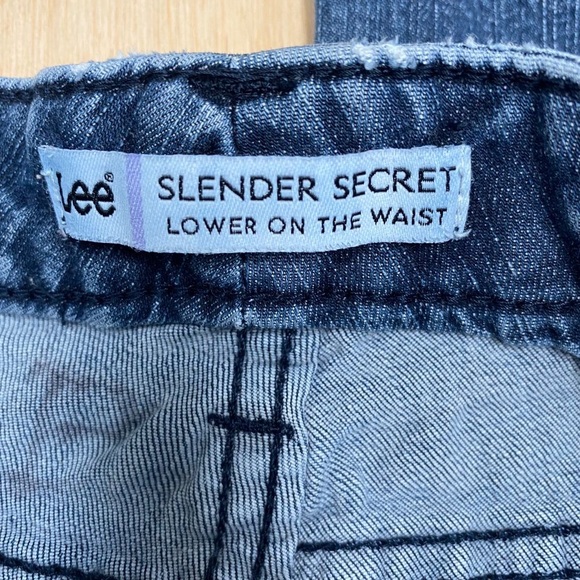 Lee® SLENDER SECRET
LOWER ON THE WAIST